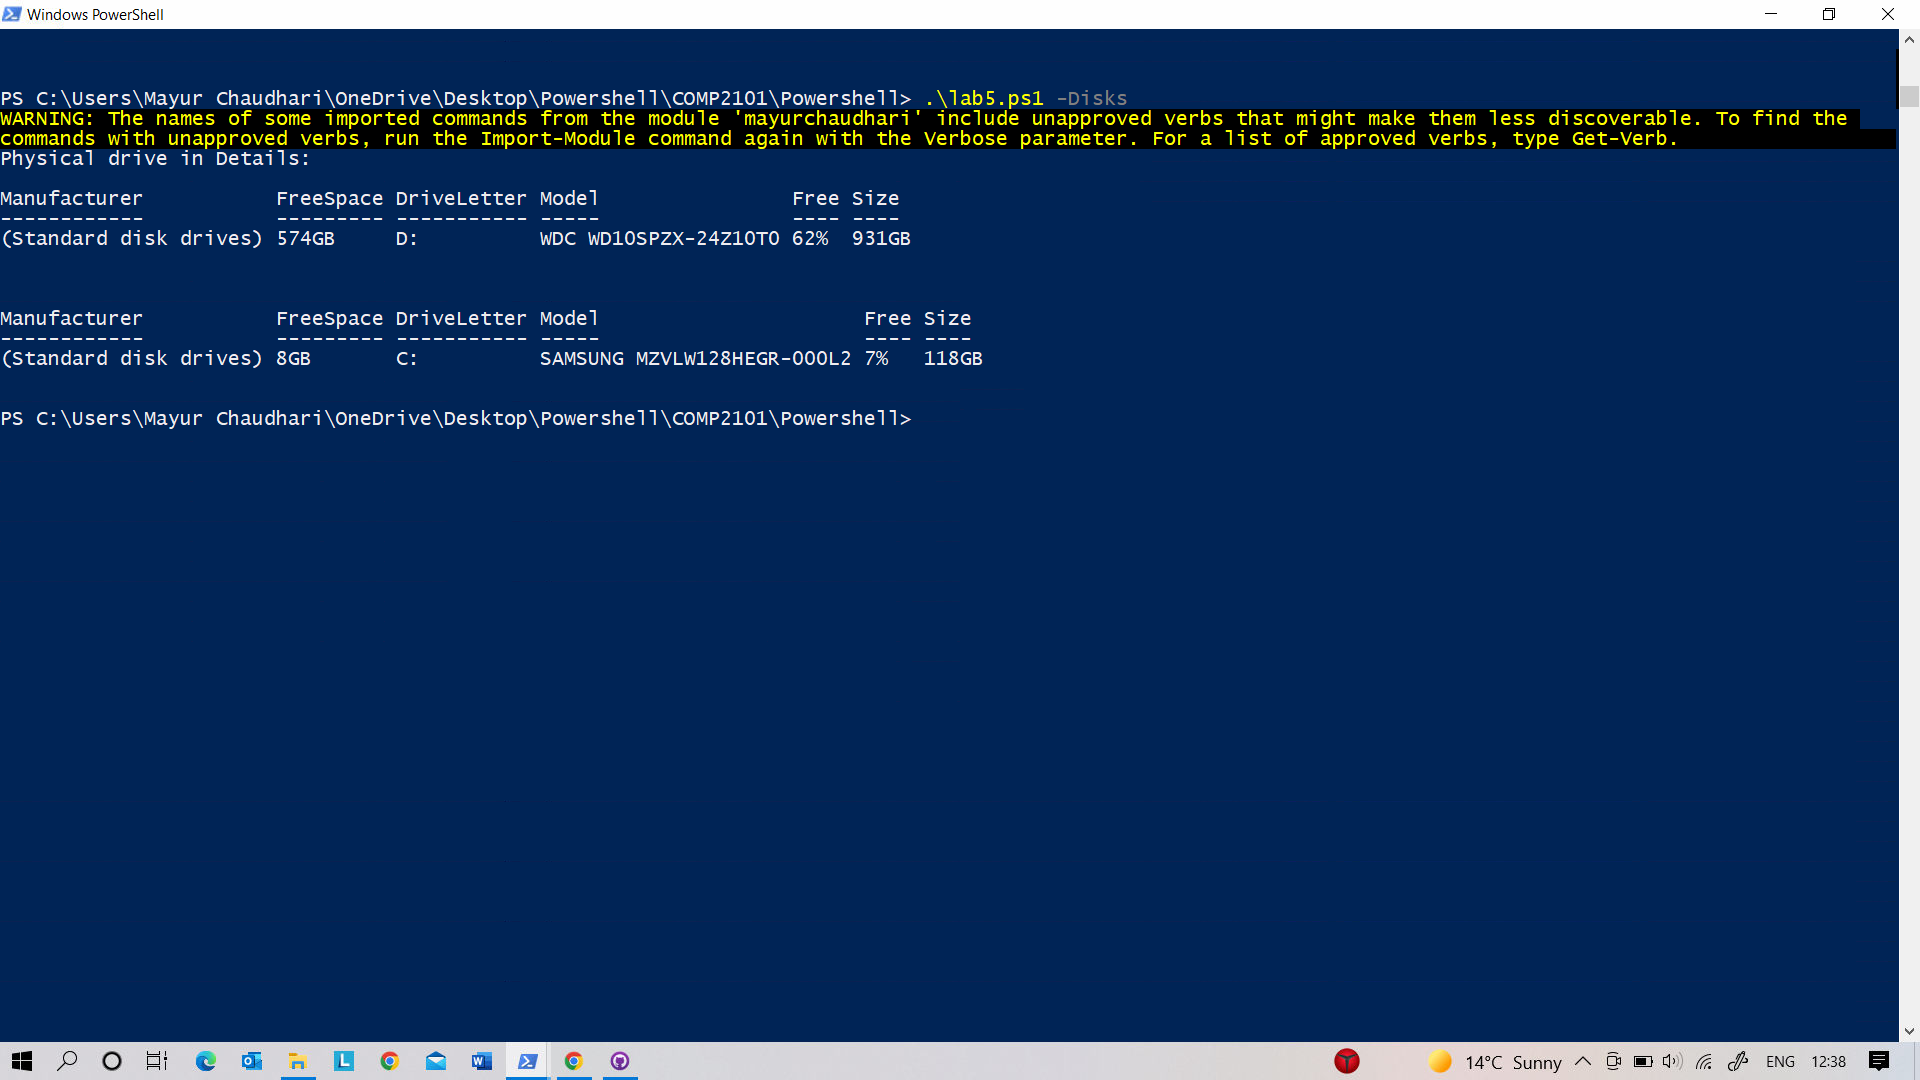 Windows PowerShell
PS C:\Users\Mayur Chaudhari\OneDrive\Desktop\Powershell\COMP2101\Powershell> .\lab5.ps1 -Disks
WARNING: The names of some imported commands from the module 'mayurchaudhari' include unapproved verbs that might make them less discoverable. To find the
commands with unapproved verbs, run the Import-Module command again with the Verbose parameter. For a list of approved verbs, type Get-Verb.
Physical drive in Details:
Manufacturer           FreeSpace DriveLetter Model                Free Size
------------           --------- ----------- -----                ---- ----
(Standard disk drives) 574GB     D:          WDC WD10SPZX-24Z10T0 62%  931GB
Manufacturer           FreeSpace DriveLetter Model                      Free Size
------------           --------- ----------- -----                      ---- ----
(Standard disk drives) 8GB       C:          SAMSUNG MZVLW128HEGR-000L2 7%   118GB
PS C:\Users\Mayur Chaudhari\OneDrive\Desktop\Powershell\COMP2101\Powershell>
14°C Sunny ENG 12:38